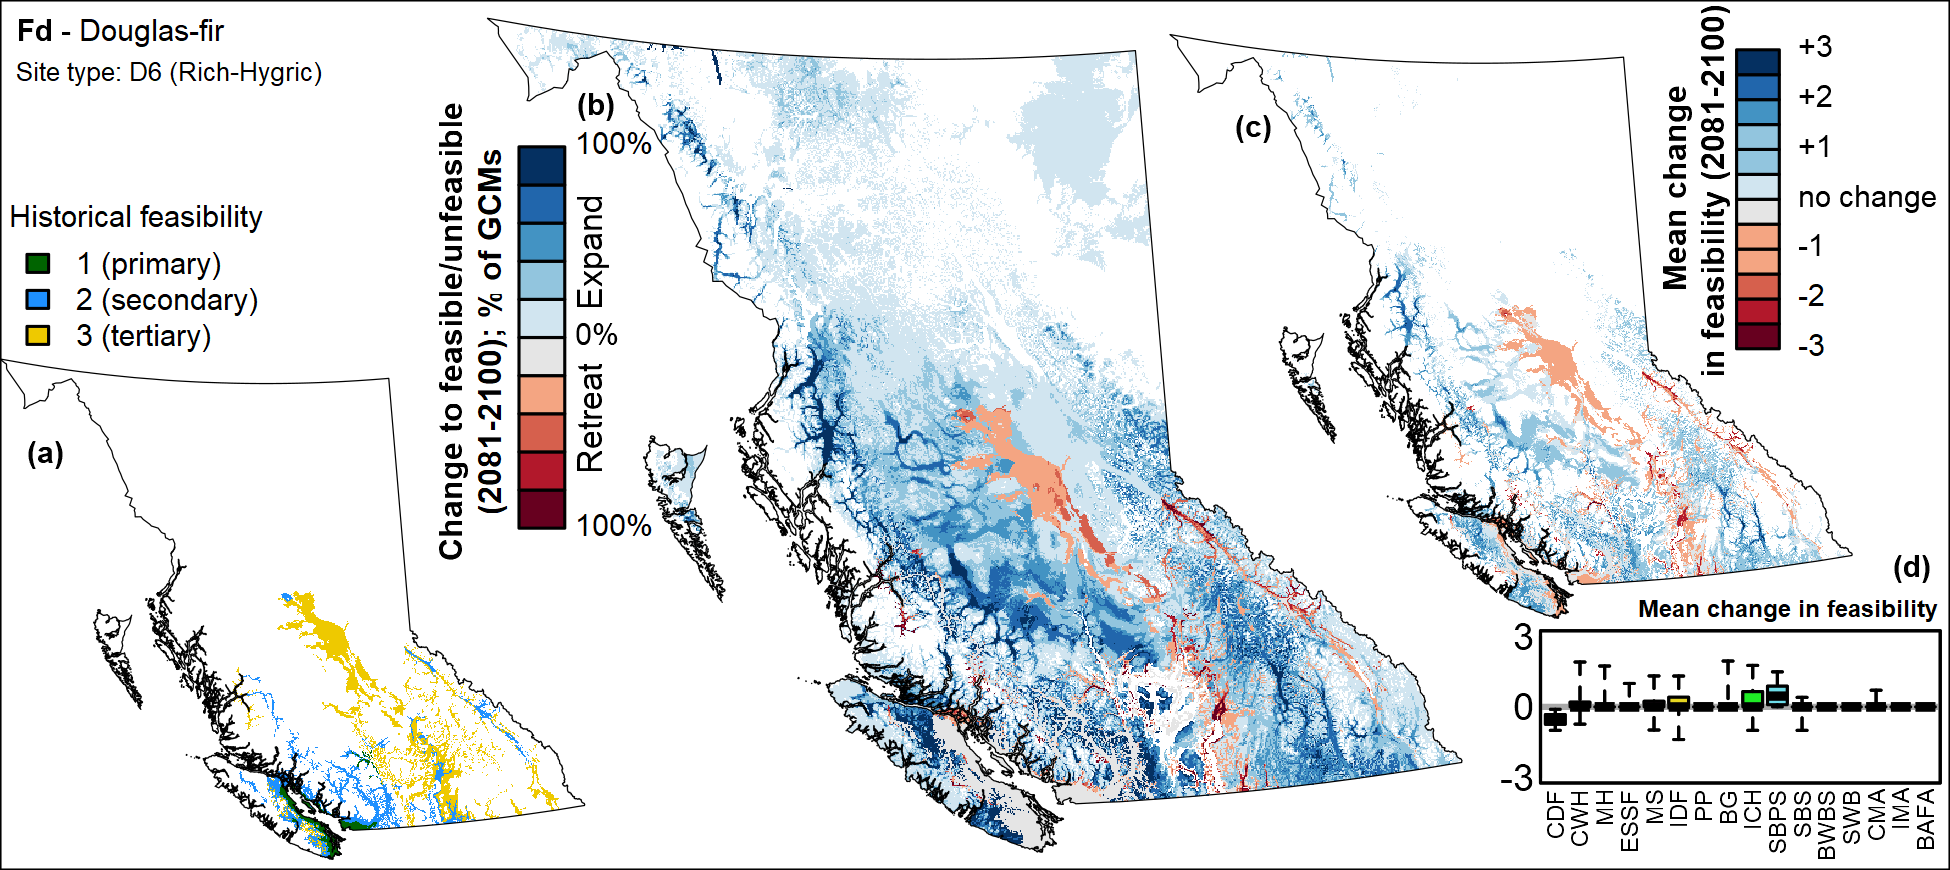 Fd - Douglas-fir
Site type: D6 (Rich-Hygric)
Historical feasibility
1 (primary)
2 (secondary)
3 (tertiary)
(a)
(b)
Change to feasible/unfeasible
(2081-2100); % of GCMs
100%
Expand
0%
Retreat
100%
(c)
Mean change
in feasibility (2081-2100)
+3
+2
+1
no change
-1
-2
-3
(d)
Mean change in feasibility
3
0
-3
CDF
CWH
MH
ESSF
MS
IDF
PP
BG
ICH
SBPS
SBS
BWBS
SWB
CMA
IMA
BAFA